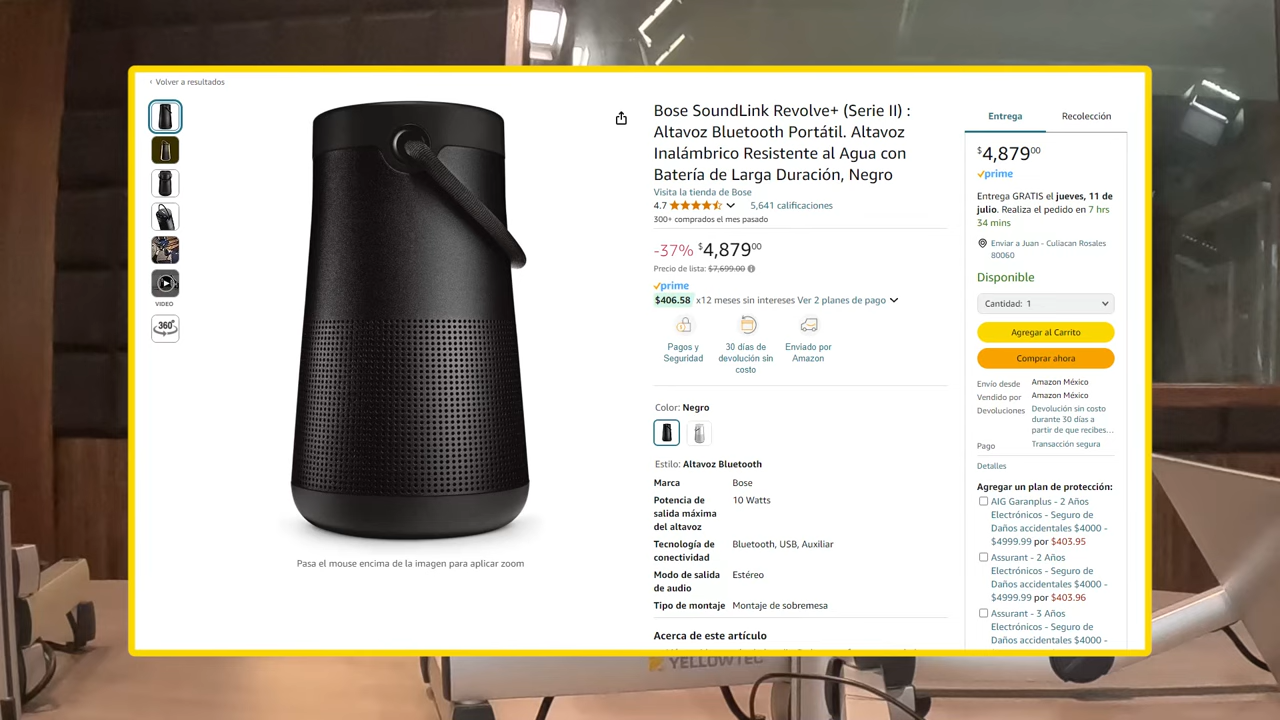 ‹ Volver a resultados
VIDEO
360°
Pasa el mouse encima de la imagen para aplicar zoom
Bose SoundLink Revolve+ (Serie II) :
Altavoz Bluetooth Portátil. Altavoz
Inalámbrico Resistente al Agua con
Batería de Larga Duración, Negro
Visita la tienda de Bose
4.7 5,641 calificaciones
300+ comprados el mes pasado
-37% $4,87900
Precio de lista: $7,699.00
prime
$406.58 x12 meses sin intereses Ver 2 planes de pago
Pagos y
Seguridad
30 días de
devolución sin
costo
Enviado por
Amazon
Color: Negro
Estilo: Altavoz Bluetooth
Marca Bose
Potencia de 10 Watts
salida máxima
del altavoz
Tecnología de Bluetooth, USB, Auxiliar
conectividad
Modo de salida Estéreo
de audio
Tipo de montaje Montaje de sobremesa
Acerca de este artículo
Entrega Recolección
$4,87900
prime
Entrega GRATIS el jueves, 11 de
julio. Realiza el pedido en 7 hrs
34 mins
Enviar a Juan - Culiacan Rosales
80060
Disponible
Cantidad: 1
Agregar al Carrito
Comprar ahora
Envío desde Amazon México
Vendido por Amazon México
Devoluciones Devolución sin costo
durante 30 días a
partir de que recibes...
Pago Transacción segura
Detalles
Agregar un plan de protección:
AIG Garanplus - 2 Años
Electrónicos - Seguro de
Daños accidentales $4000 -
$4999.99 por $403.95
Assurant - 2 Años
Electrónicos - Seguro de
Daños accidentales $4000 -
$4999.99 por $403.96
Assurant - 3 Años
Electrónicos - Seguro de
Daños accidentales $4000 -
YELLOWTEC